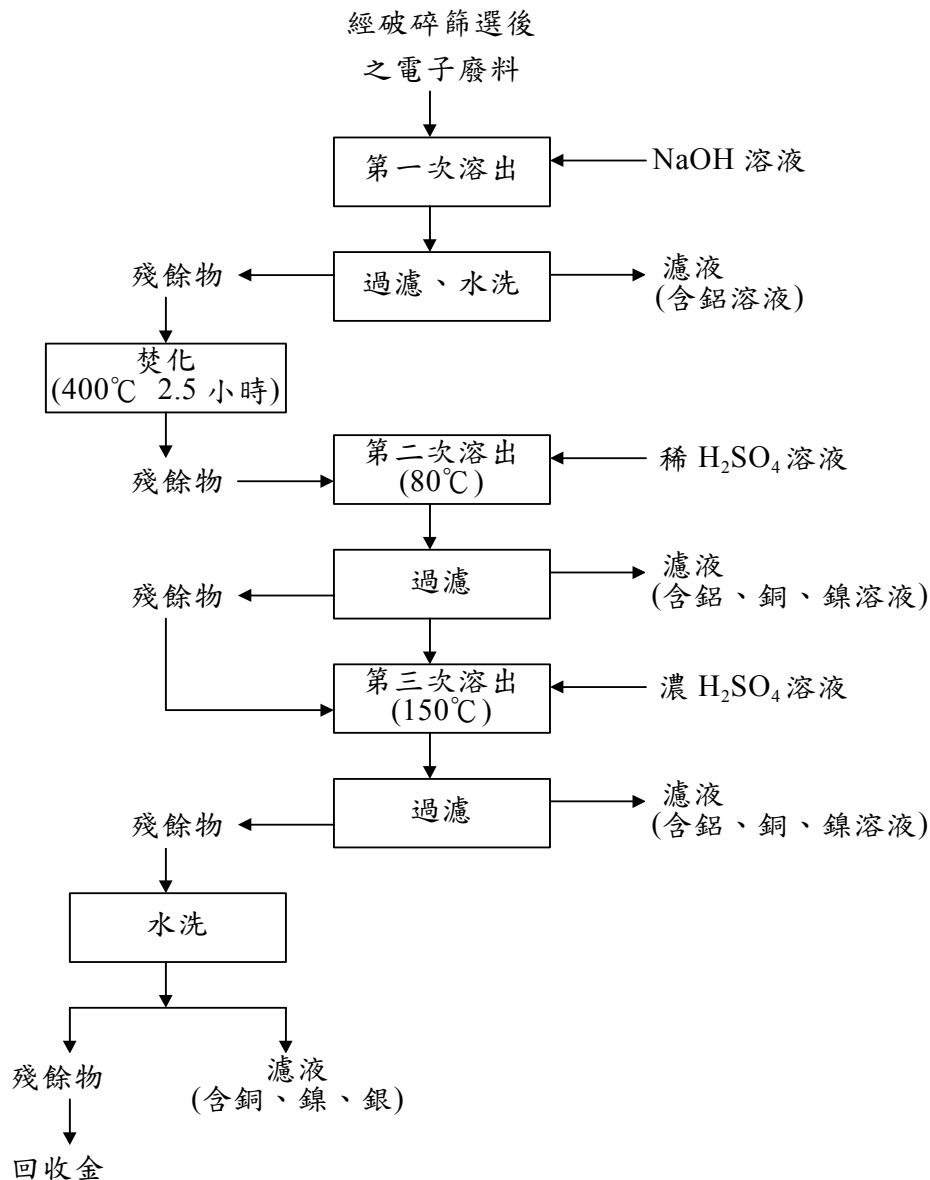 經破碎篩選後
之電子廢料
第一次溶出
NaOH 溶液
殘餘物
過濾、水洗
濾液
(含鋁溶液)
焚化
(400℃ 2.5 小時)
殘餘物
第二次溶出
(80℃)
稀 H₂SO₄ 溶液
殘餘物
過濾
濾液
(含鋁、銅、鎳溶液)
第三次溶出
(150℃)
濃 H₂SO₄ 溶液
殘餘物
過濾
濾液
(含鋁、銅、鎳溶液)
水洗
殘餘物
濾液
(含銅、鎳、銀)
回收金